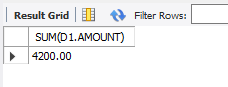 Result Grid Filter Rows:
SUM(D1.AMOUNT)
4200.00